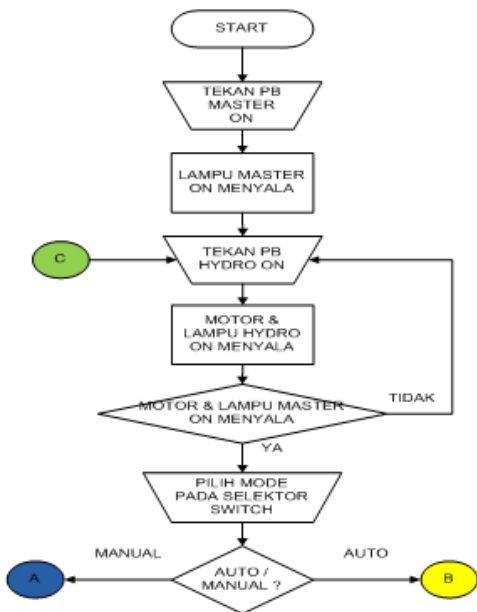 START
TEKAN PB
MASTER
ON
LAMPU MASTER
ON MENYALA
C
TEKAN PB
HYDRO ON
MOTOR &
LAMPU HYDRO
ON MENYALA
MOTOR & LAMPU MASTER
ON MENYALA
TIDAK
YA
PILIH MODE
PADA SELEKTOR
SWITCH
MANUAL
AUTO
A
AUTO /
MANUAL ?
B